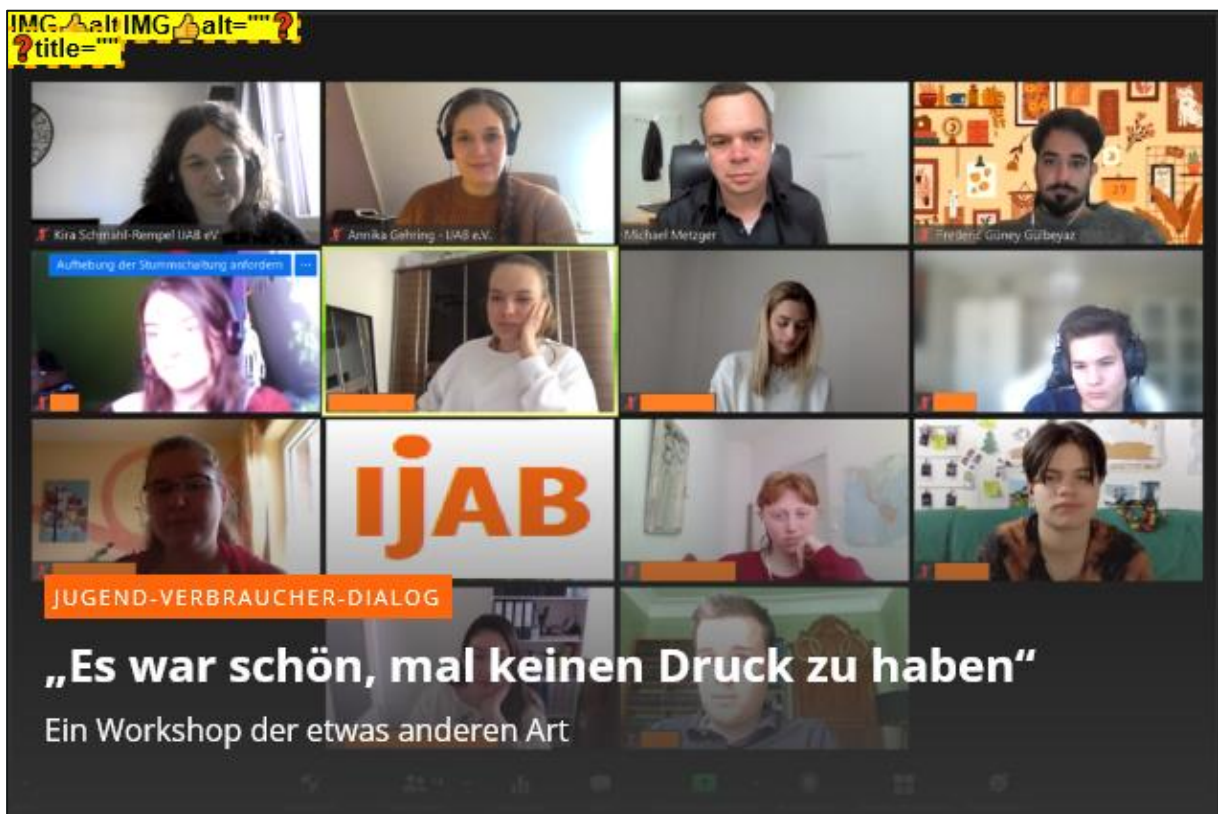 IMG👍alt IMG👍alt=""❓
❓title=""
Kira Schmahl-Rempel IJAB eV
Annika Gehring - IJAB e.V.
Michael Metzger
Frederic Güney Gülbeyaz
29
Aufhebung der Stummschaltung anfordern
...
IjAB
JUGEND-VERBRAUCHER-DIALOG
„Es war schön, mal keinen Druck zu haben“
Ein Workshop der etwas anderen Art